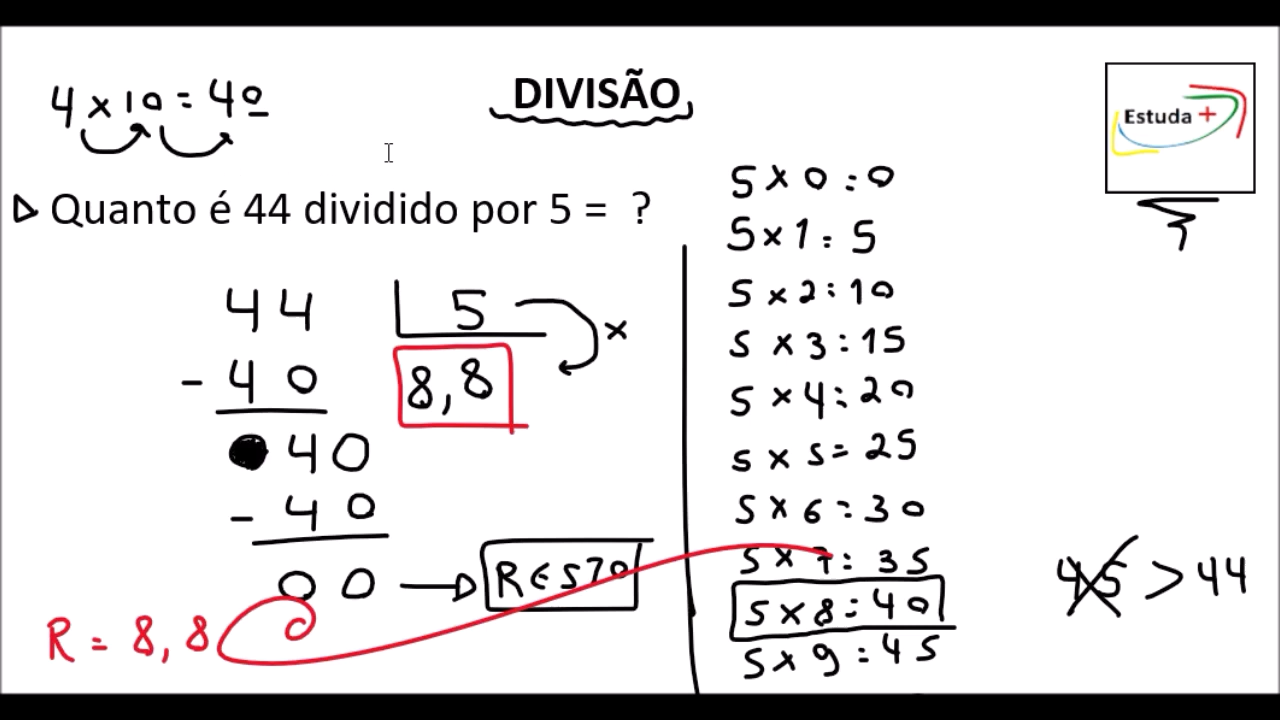 4 x 10 = 40
DIVISÃO
Estuda +
Quanto é 44 dividido por 5 = ?
44 5
- 40 8,8 x
40
- 40
00 RESTO
R = 8,8
5 x 0 = 0
5 x 1 = 5
5 x 2 = 10
5 x 3 = 15
5 x 4 = 20
5 x 5 = 25
5 x 6 = 30
5 x 7 = 35
5 x 8 = 40
5 x 9 = 45
45 > 44